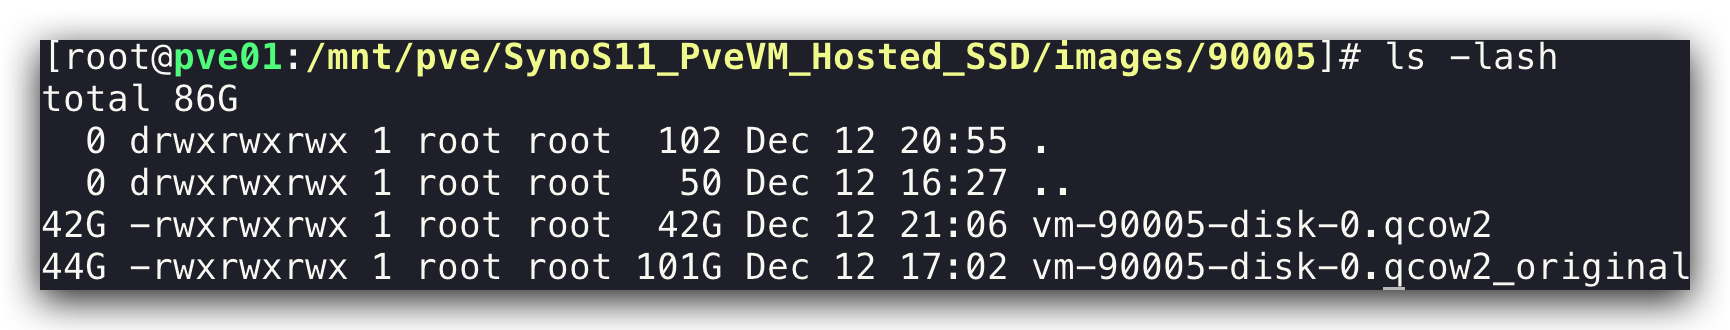 [root@pve01:/mnt/pve/SynoS11_PveVM_Hosted_SSD/images/90005]# ls -lash
total 86G
  0 drwxrwxrwx 1 root root  102 Dec 12 20:55 .
  0 drwxrwxrwx 1 root root   50 Dec 12 16:27 ..
42G -rwxrwxrwx 1 root root  42G Dec 12 21:06 vm-90005-disk-0.qcow2
44G -rwxrwxrwx 1 root root 101G Dec 12 17:02 vm-90005-disk-0.qcow2_original